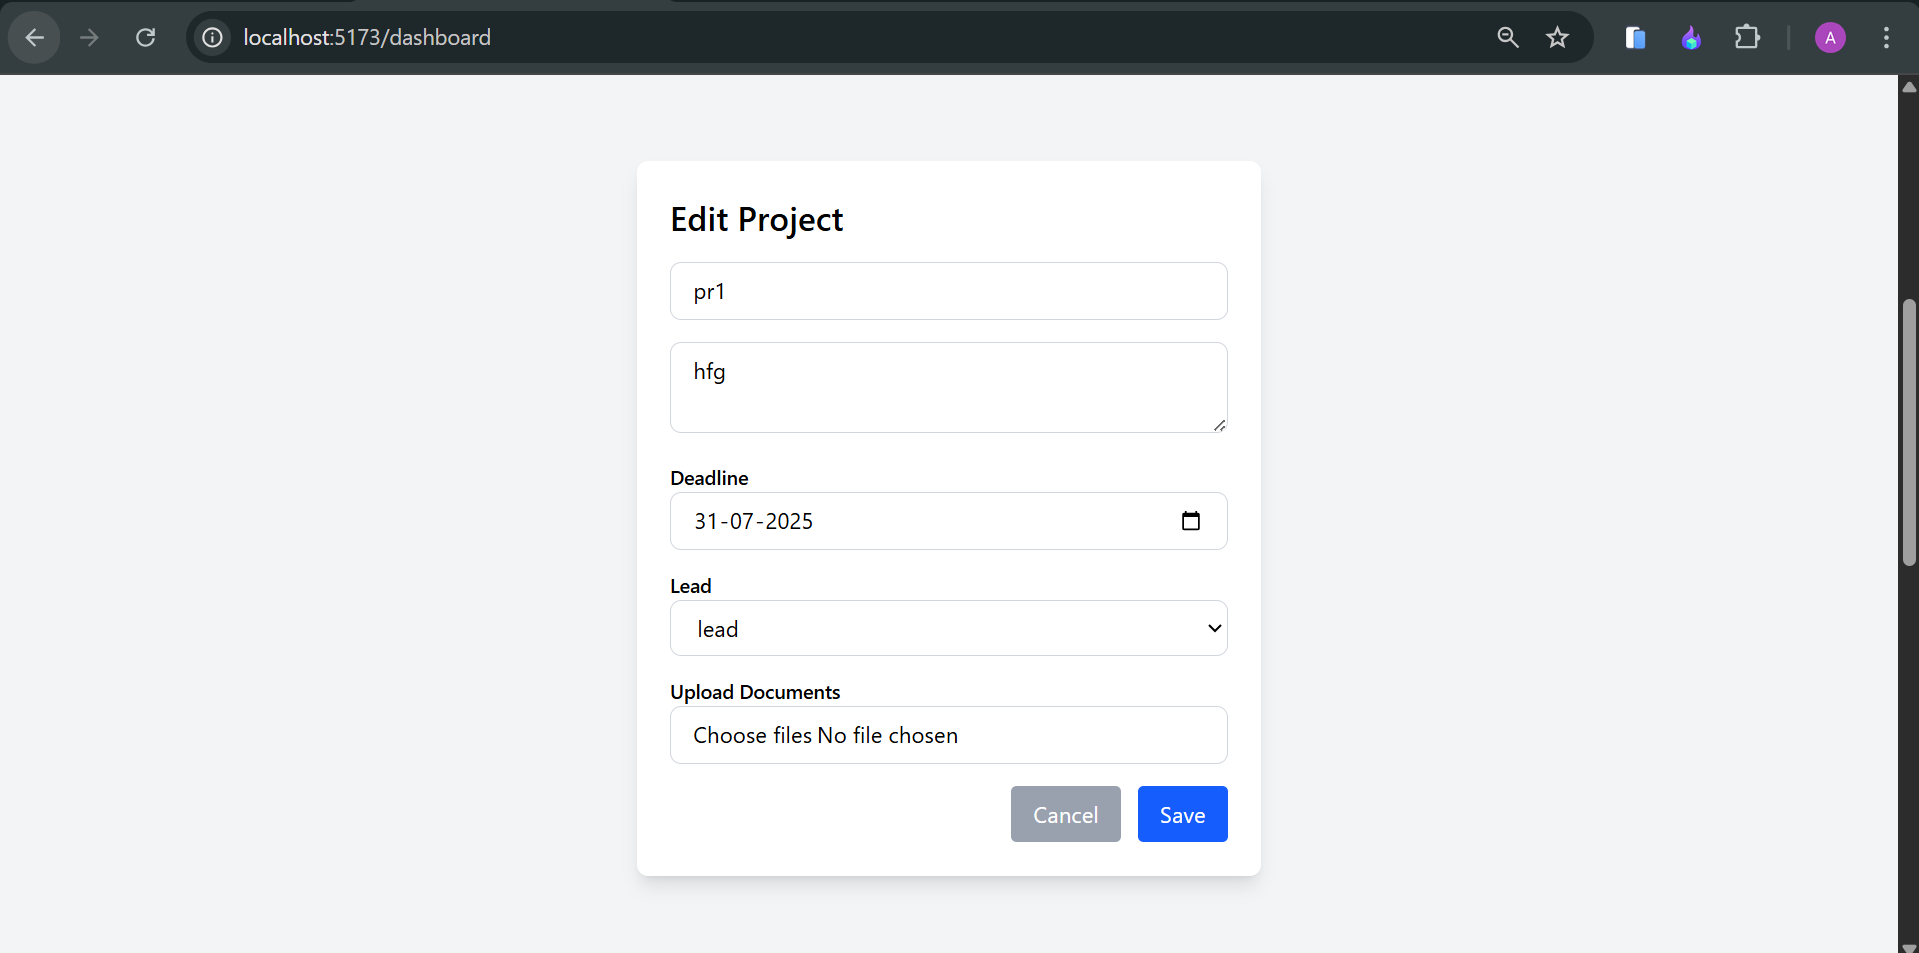 localhost:5173/dashboard
A
Edit Project
pr1
hfg
Deadline
31-07-2025
Lead
lead
Upload Documents
Choose files No file chosen
Cancel Save